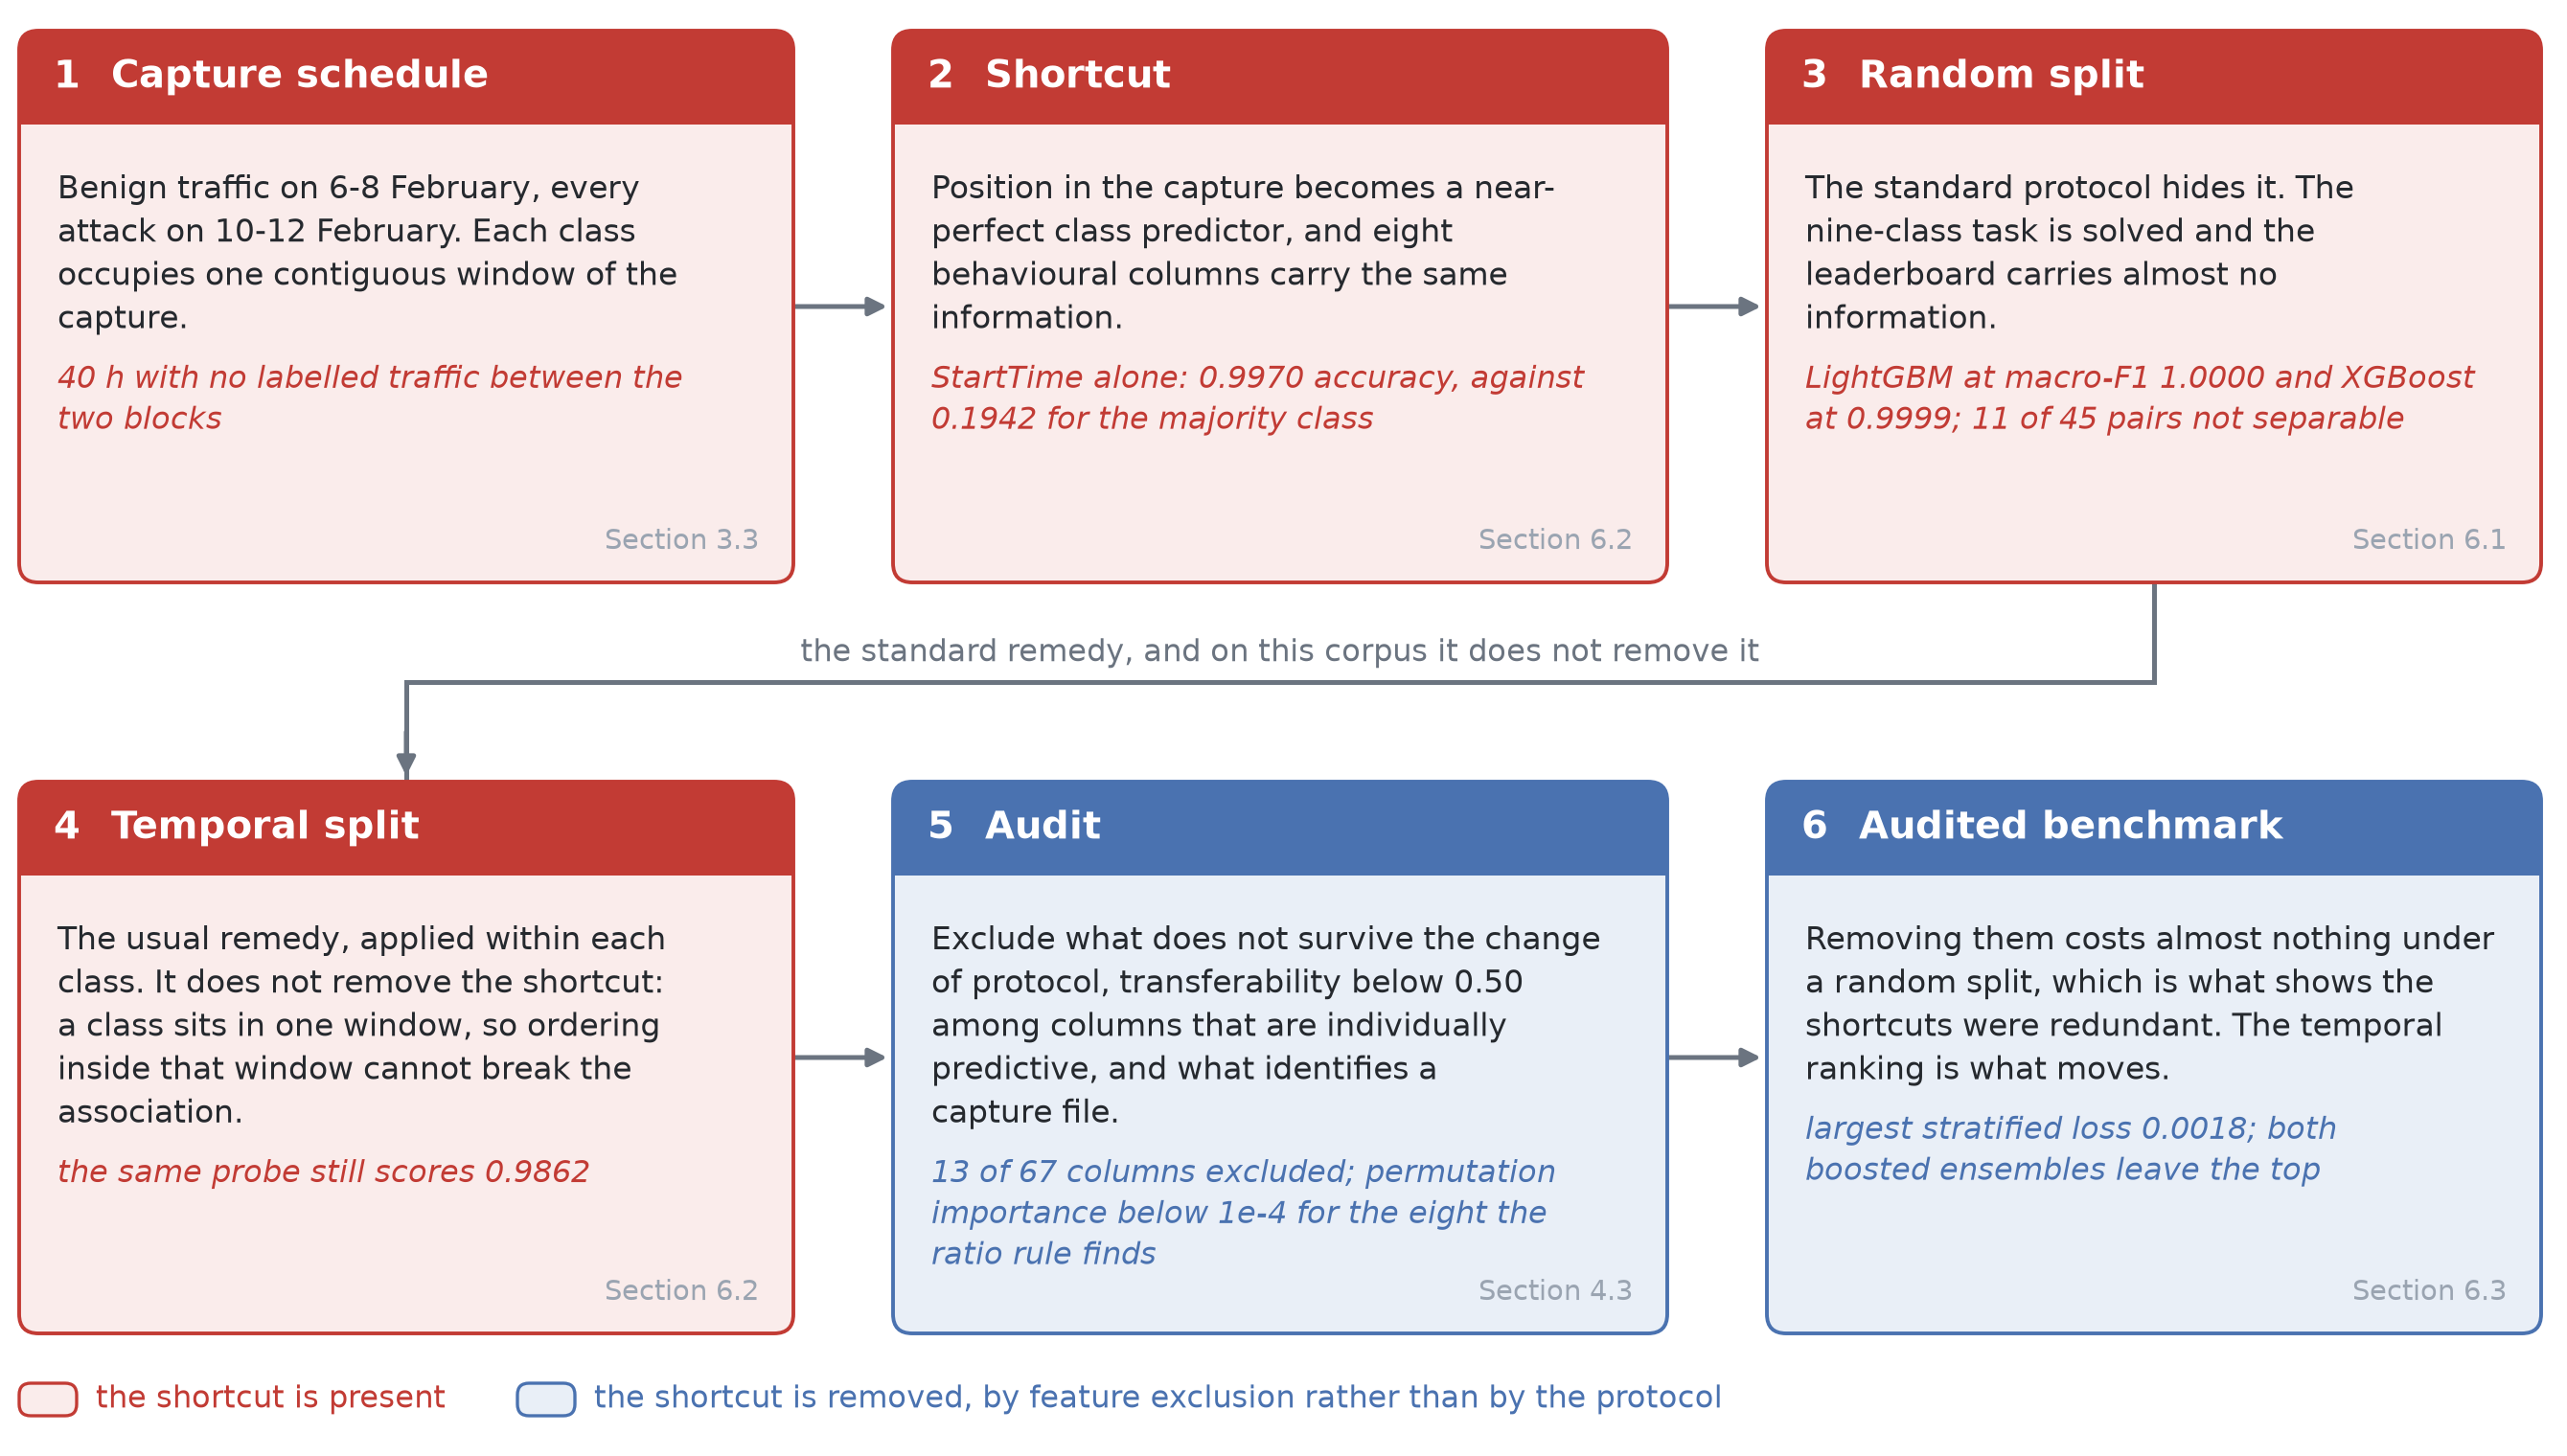 1 Capture schedule
Benign traffic on 6-8 February, every
attack on 10-12 February. Each class
occupies one contiguous window of the
capture.
40 h with no labelled traffic between the
two blocks
Section 3.3
2 Shortcut
Position in the capture becomes a near-
perfect class predictor, and eight
behavioural columns carry the same
information.
StartTime alone: 0.9970 accuracy, against
0.1942 for the majority class
Section 6.2
3 Random split
The standard protocol hides it. The
nine-class task is solved and the
leaderboard carries almost no
information.
LightGBM at macro-F1 1.0000 and XGBoost
at 0.9999; 11 of 45 pairs not separable
Section 6.1
the standard remedy, and on this corpus it does not remove it
4 Temporal split
The usual remedy, applied within each
class. It does not remove the shortcut:
a class sits in one window, so ordering
inside that window cannot break the
association.
the same probe still scores 0.9862
Section 6.2
5 Audit
Exclude what does not survive the change
of protocol, transferability below 0.50
among columns that are individually
predictive, and what identifies a
capture file.
13 of 67 columns excluded; permutation
importance below 1e-4 for the eight the
ratio rule finds
Section 4.3
6 Audited benchmark
Removing them costs almost nothing under
a random split, which is what shows the
shortcuts were redundant. The temporal
ranking is what moves.
largest stratified loss 0.0018; both
boosted ensembles leave the top
Section 6.3
the shortcut is present
the shortcut is removed, by feature exclusion rather than by the protocol